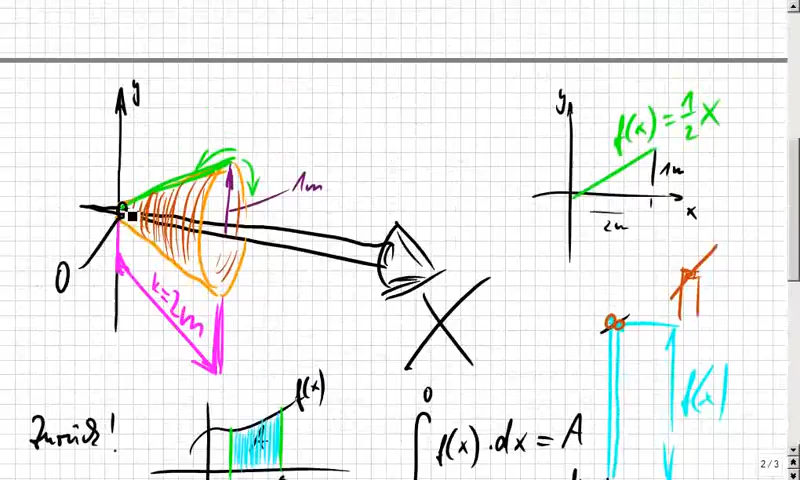 y
1m
O
h=2m
X
y
f(x)=1/2 x
1m
x
2m
Zurück!
f(x)
A
0
∫ f(x)·dx = A
f(x)
2/3